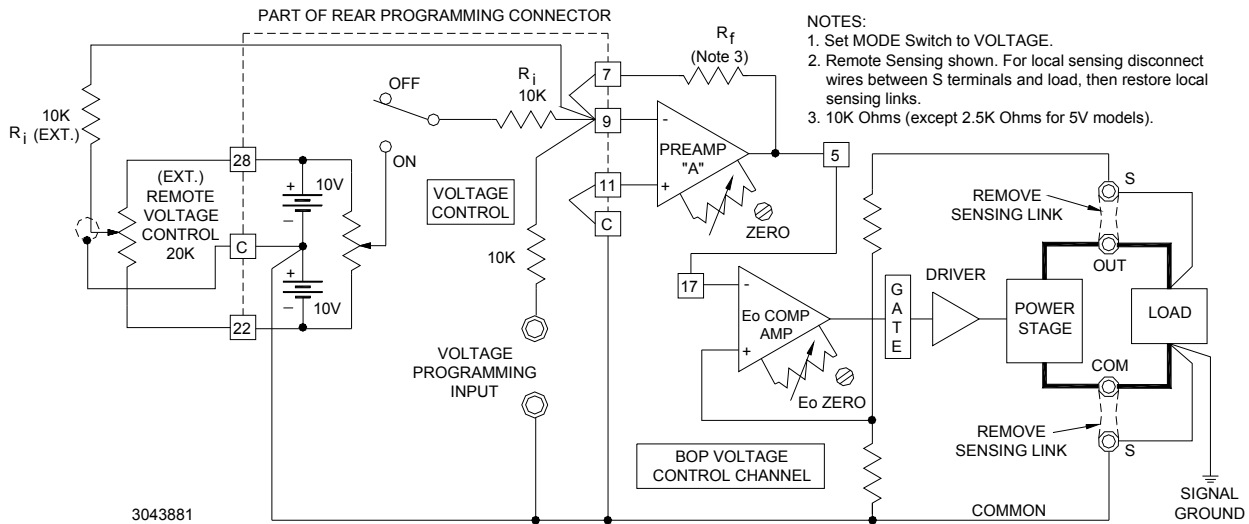 PART OF REAR PROGRAMMING CONNECTOR
NOTES:
1. Set MODE Switch to VOLTAGE.
2. Remote Sensing shown. For local sensing disconnect
wires between S terminals and load, then restore local
sensing links.
3. 10K Ohms (except 2.5K Ohms for 5V models).
Rf
(Note 3)
7
Ri
10K
OFF
10K
Ri (EXT.)
9
-
PREAMP
"A"
+
5
28
ON
(EXT.)
REMOTE
VOLTAGE
CONTROL
20K
+
10V
–
VOLTAGE
CONTROL
11
C
ZERO
S
REMOVE
SENSING LINK
C
+
10V
–
10K
17
OUT
22
-
Eo COMP
AMP
+
GATE
DRIVER
POWER
STAGE
LOAD
VOLTAGE
PROGRAMMING
INPUT
Eo ZERO
COM
REMOVE
SENSING LINK
S
BOP VOLTAGE
CONTROL CHANNEL
COMMON
SIGNAL
GROUND
3043881